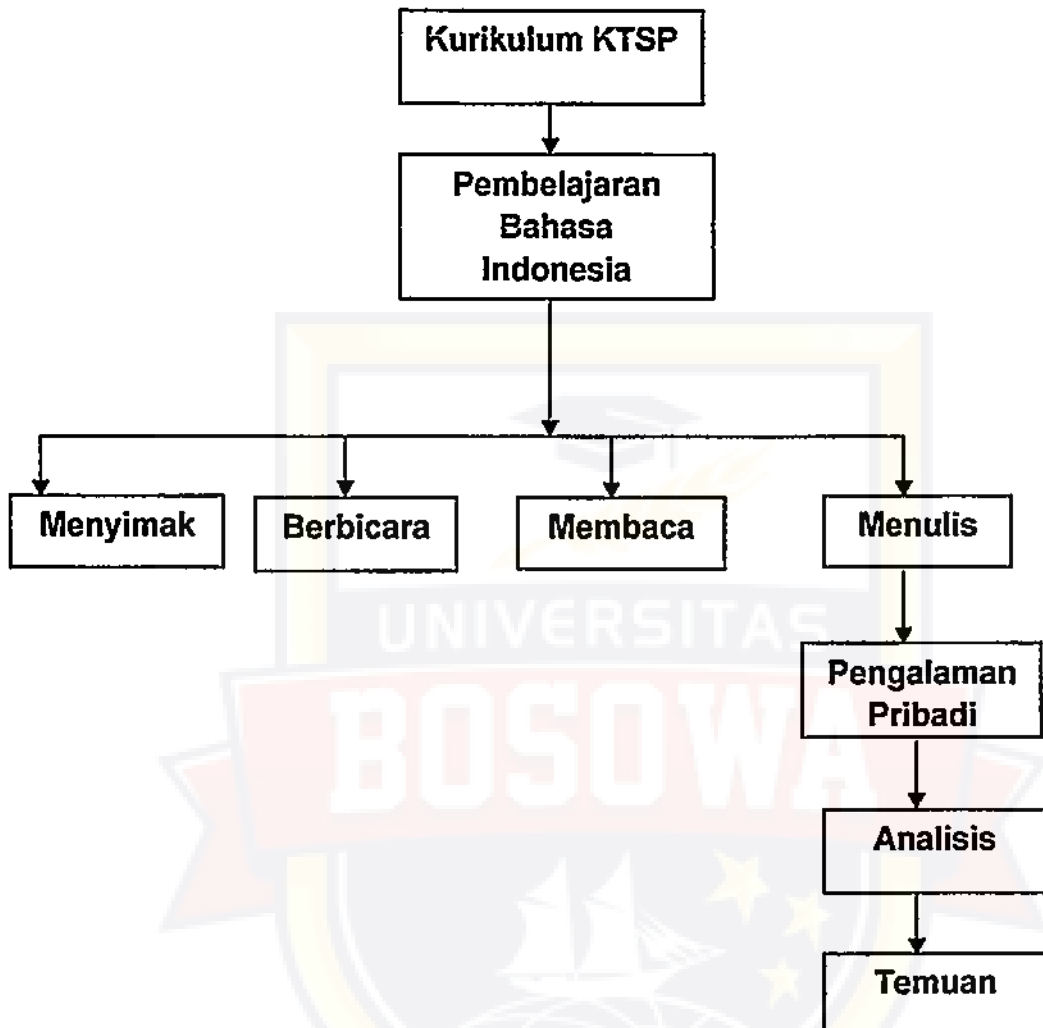 Kurikulum KTSP
Pembelajaran
Bahasa
Indonesia
Menyimak
Berbicara
Membaca
Menulis
UNIVERSITAS
BOSOWA
Pengalaman
Pribadi
Analisis
Temuan